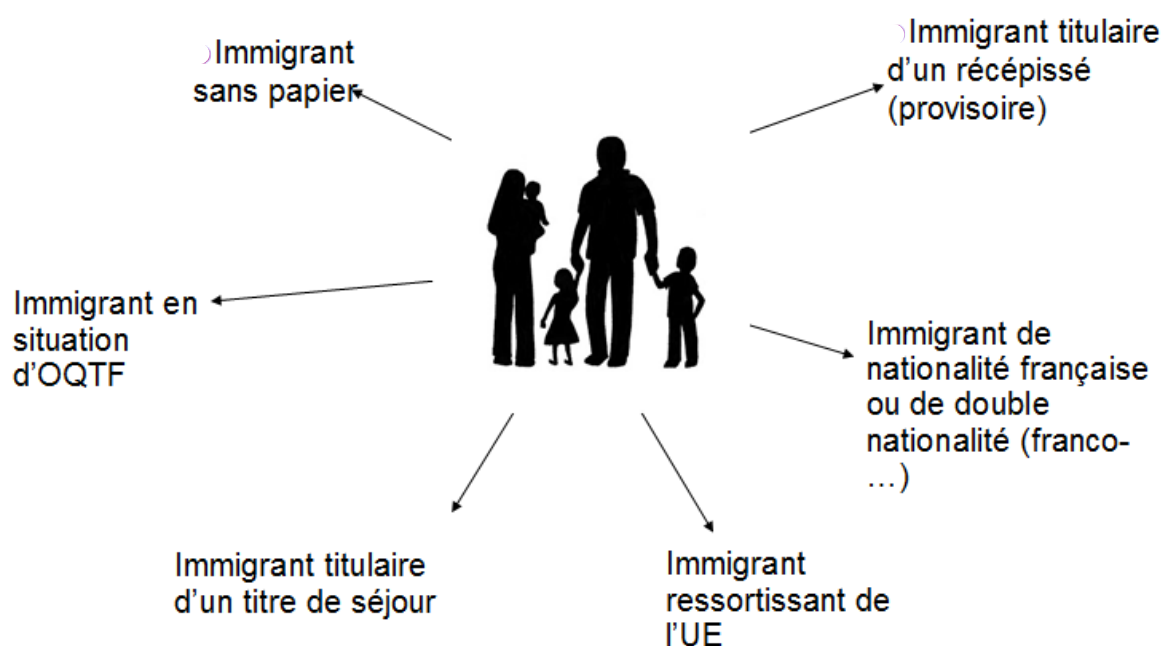 Immigrant
sans papier
Immigrant titulaire
d'un récépissé
(provisoire)
Immigrant en
situation
d'OQTF
Immigrant de
nationalité française
ou de double
nationalité (franco-
…)
Immigrant titulaire
d'un titre de séjour
Immigrant
ressortissant de
l'UE